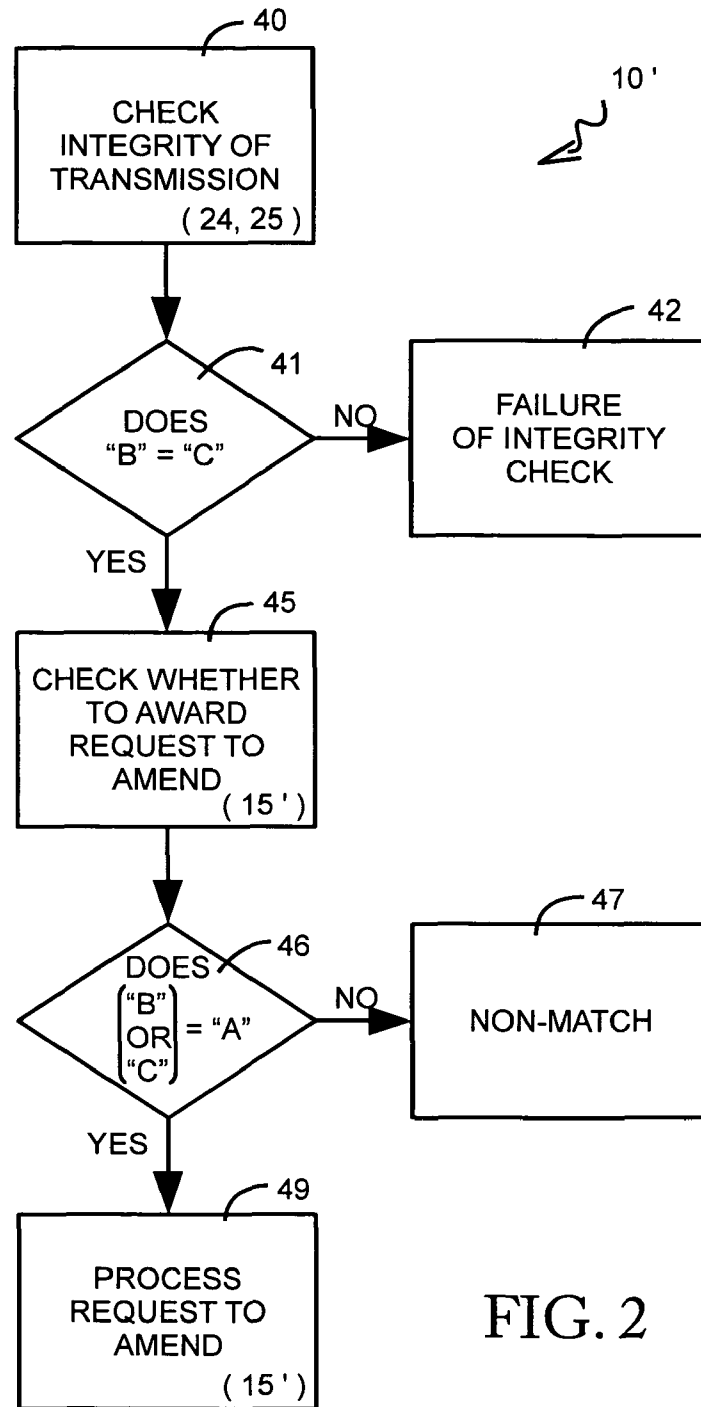 40
CHECK
INTEGRITY OF
TRANSMISSION
( 24, 25 )
10 '
41
DOES
“B” = “C”
NO
42
FAILURE
OF INTEGRITY
CHECK
YES
45
CHECK WHETHER
TO AWARD
REQUEST TO
AMEND
( 15 ' )
46
DOES
“B”
OR = “A”
“C”
NO
47
NON-MATCH
YES
49
PROCESS
REQUEST TO
AMEND
( 15 ' )
FIG. 2